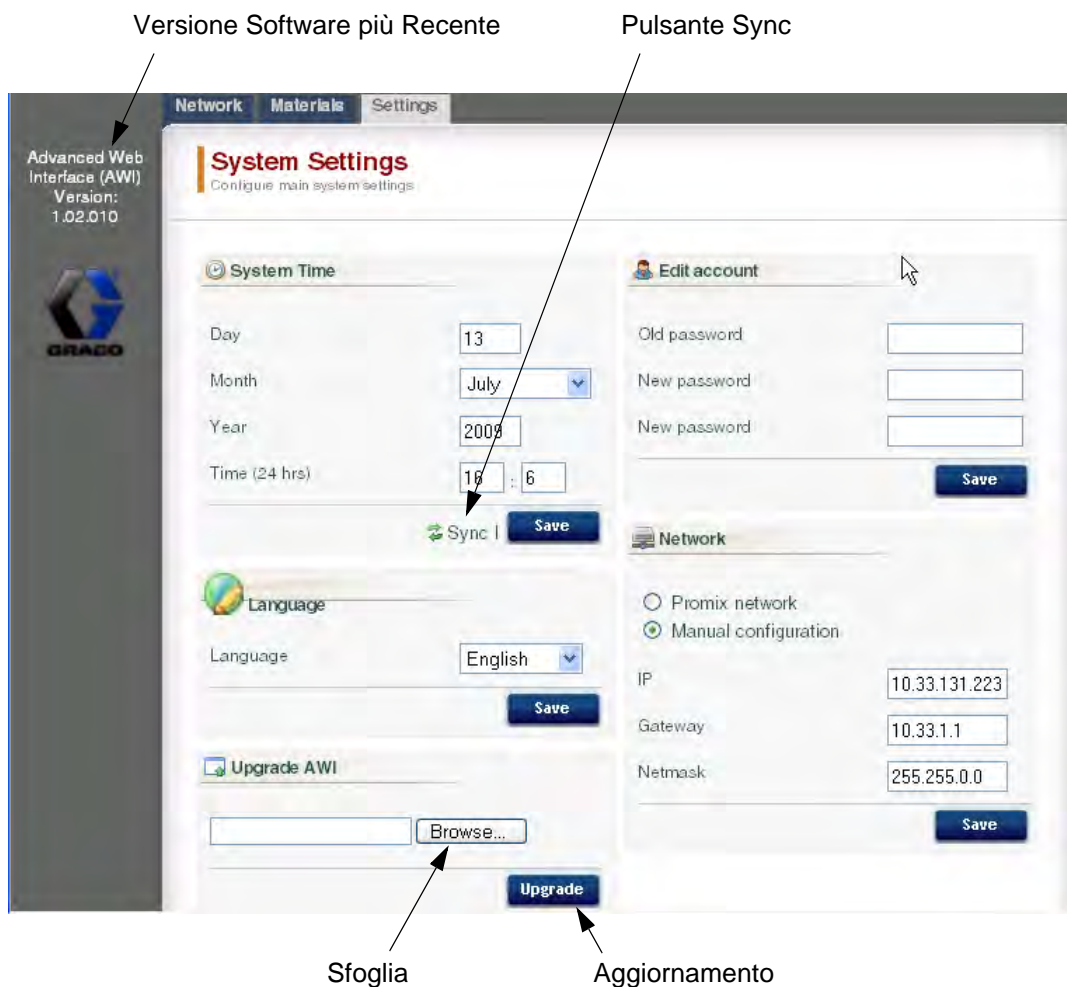 Versione Software più Recente
Pulsante Sync
Network Materials Settings
Advanced Web
Interface (AWI)
Version:
1.02.010
GRACO
System Settings
Configure main system settings
System Time
Day 13
Month July
Year 2009
Time (24 hrs) 16 : 6
Sync | Save
Language
Language English
Save
Upgrade AWI
Browse...
Upgrade
Edit account
Old password
New password
New password
Save
Network
Promix network
Manual configuration
IP 10.33.131.223
Gateway 10.33.1.1
Netmask 255.255.0.0
Save
Sfoglia
Aggiornamento